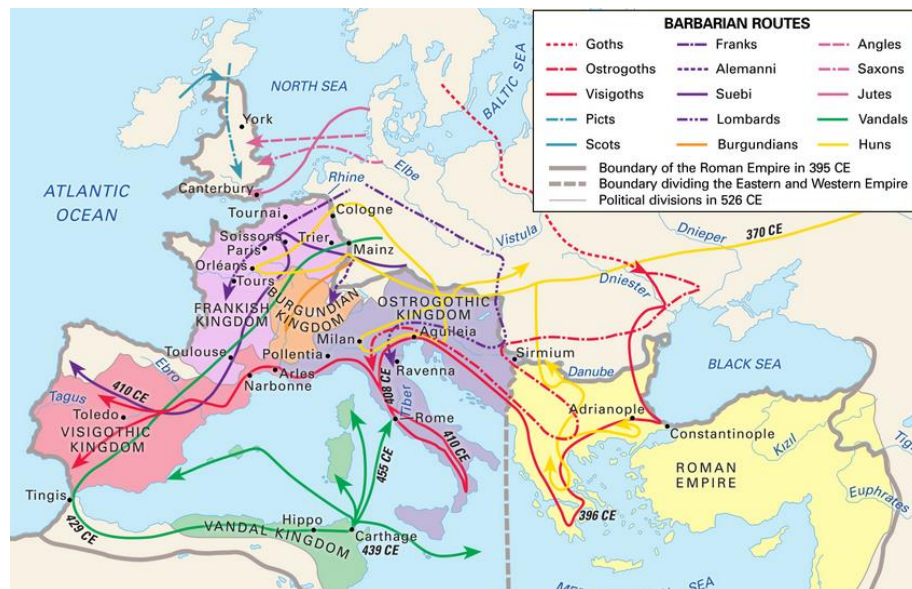 BARBARIAN ROUTES
Goths
Ostrogoths
Visigoths
Picts
Scots
Franks
Alemanni
Suebi
Lombards
Burgundians
Angles
Saxons
Jutes
Vandals
Huns
Boundary of the Roman Empire in 395 CE
Boundary dividing the Eastern and Western Empire
Political divisions in 526 CE
NORTH SEA
BALTIC SEA
York
ATLANTIC
OCEAN
Canterbury
Elbe
Rhine
Tournai
Cologne
Vistula
Dnieper
370 CE
Soissons
Trier
Paris
Mainz
Orléans
Tours
Dniester
FRANKISH
KINGDOM
BURGUNDIAN
KINGDOM
OSTROGOTHIC
KINGDOM
Milan
Aquileia
Toulouse
Pollentia
Sirmium
BLACK SEA
Ebro
Arles
Ravenna
Danube
Narbonne
410 CE
408 CE
Tiber
Tagus
Toledo
VISIGOTHIC
KINGDOM
Rome
410 CE
Adrianople
Constantinople
Kizil
Tig
455 CE
ROMAN
EMPIRE
Euphrates
Tingis
429 CE
VANDAL KINGDOM
Hippo
Carthage
439 CE
396 CE
SEA